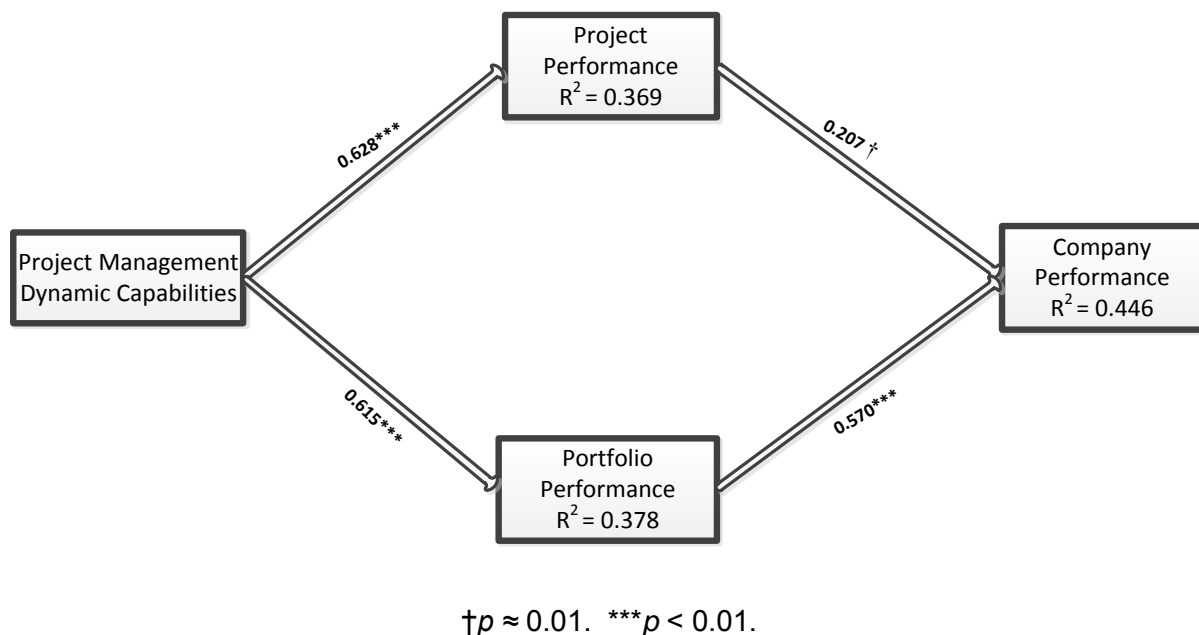 Project
Performance
R² = 0.369
0.628***
0.207 †
Project Management
Dynamic Capabilities
Company
Performance
R² = 0.446
0.615***
0.570***
Portfolio
Performance
R² = 0.378
†p ≈ 0.01. ***p < 0.01.